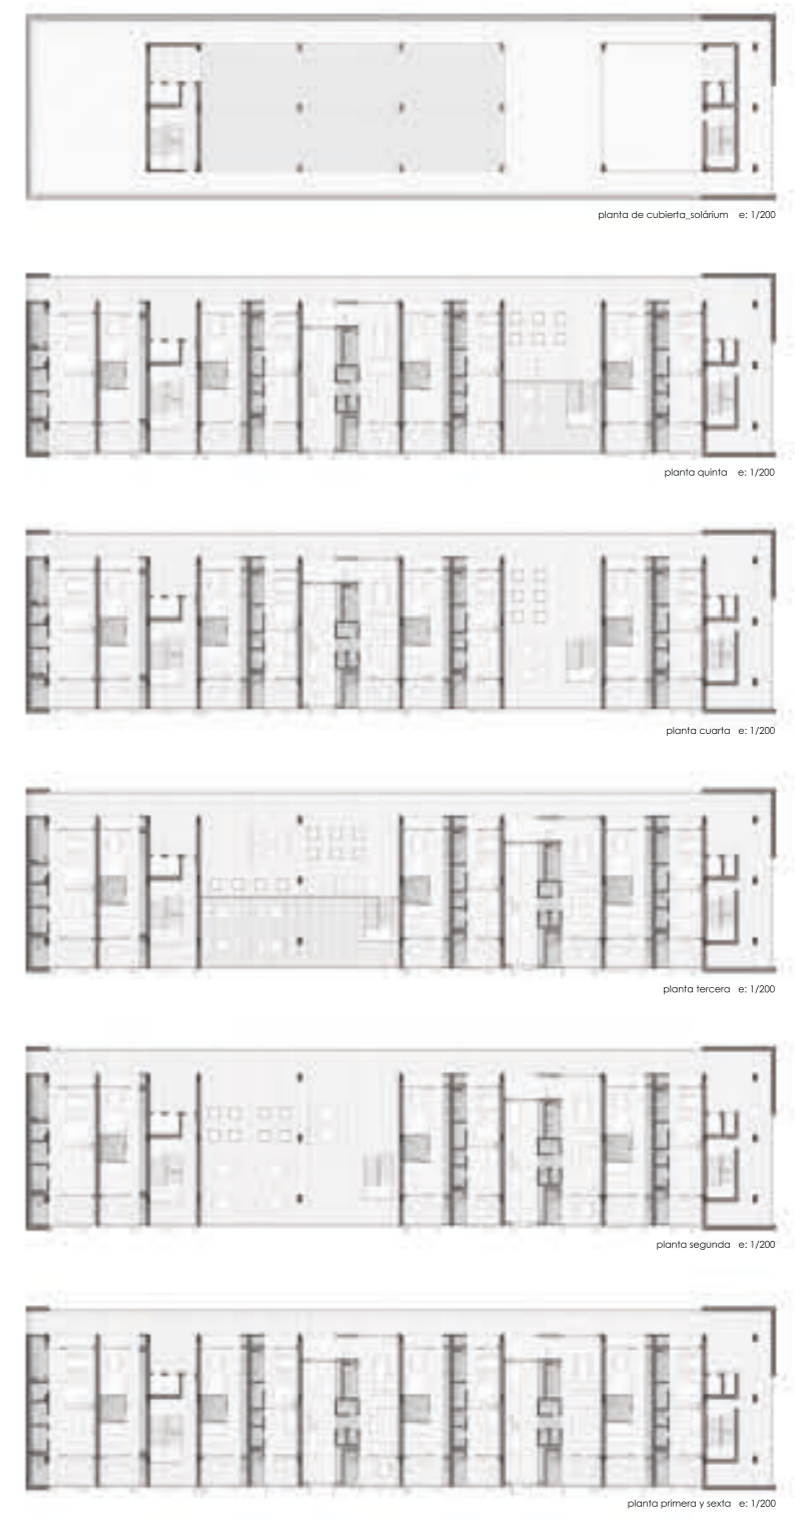 planta de cubierta_solárium e: 1/200
planta quinta e: 1/200
planta cuarta e: 1/200
planta tercera e: 1/200
planta segunda e: 1/200
planta primera y sexta e: 1/200